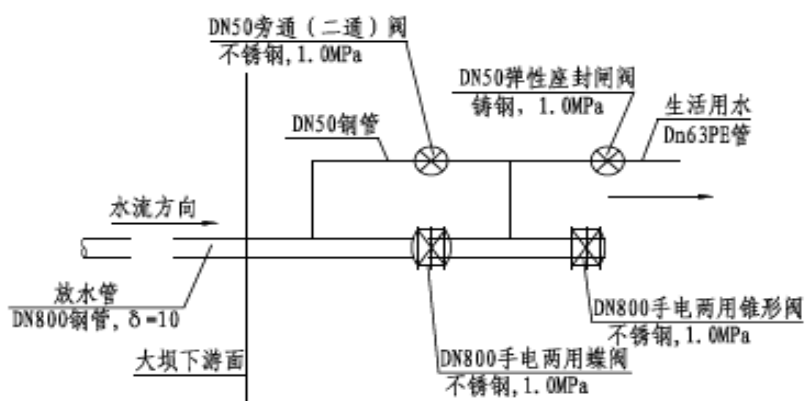 DN50旁通(二通)阀
不锈钢,1.0MPa
DN50弹性座封闸阀
铸钢, 1.0MPa
生活用水
Dn63PE管
DN50钢管
水流方向
放水管
DN800钢管,δ=10
大坝下游面
DN800手电两用锥形阀
不锈钢,1.0MPa
DN800手电两用蝶阀
不锈钢,1.0MPa